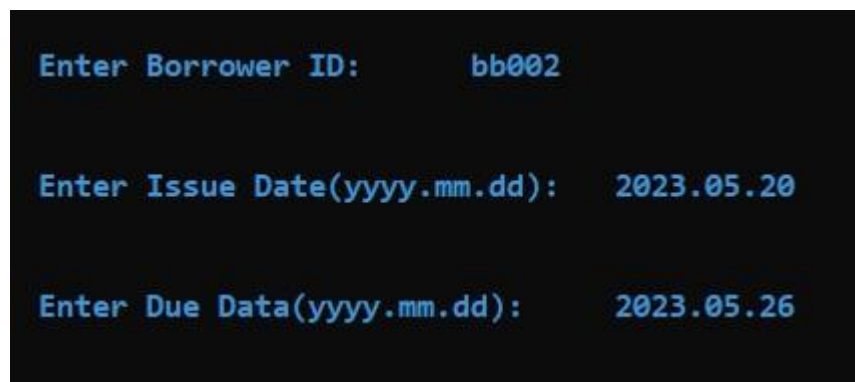 Enter Borrower ID: bb002
Enter Issue Date(yyyy.mm.dd): 2023.05.20
Enter Due Data(yyyy.mm.dd): 2023.05.26